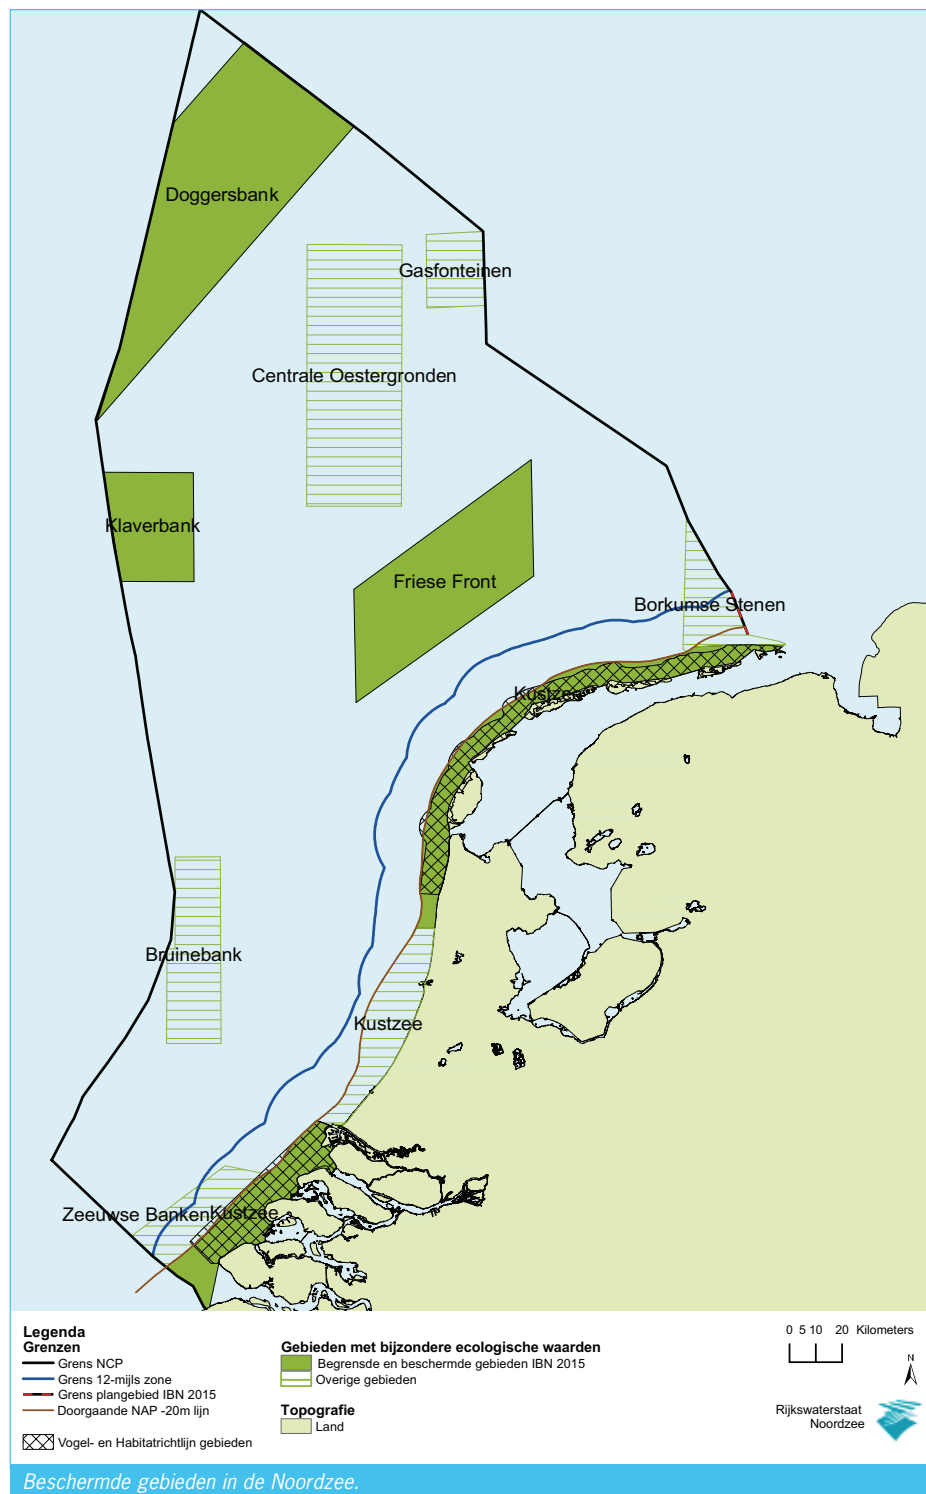 Doggersbank
Gasfonteinen
Centrale Oestergronden
Klaverbank
Friese Front
Borkumse Stenen
Kustzee
Bruinebank
Kustzee
Zeeuwse Banken
Kustzee
Legenda
Grenzen
Grens NCP
Grens 12-mijls zone
Grens plangebied IBN 2015
Doorgaande NAP -20m lijn
Vogel- en Habitatrichtlijn gebieden
Gebieden met bijzondere ecologische waarden
Begrensde en beschermde gebieden IBN 2015
Overige gebieden
Topografie
Land
0 5 10 20 Kilometers
N
Rijkswaterstaat
Noordzee
Beschermde gebieden in de Noordzee.